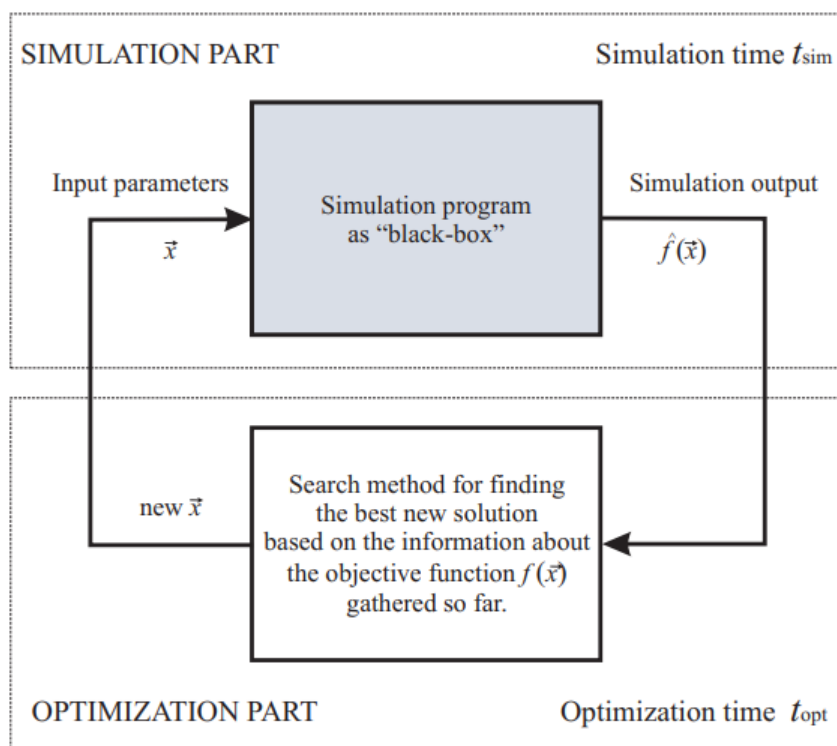 SIMULATION PART
Simulation time tsim
Input parameters
x⃗
Simulation program
as “black-box”
Simulation output
f̂(x⃗)
new x⃗
Search method for finding
the best new solution
based on the information about
the objective function f(x⃗)
gathered so far.
OPTIMIZATION PART
Optimization time topt